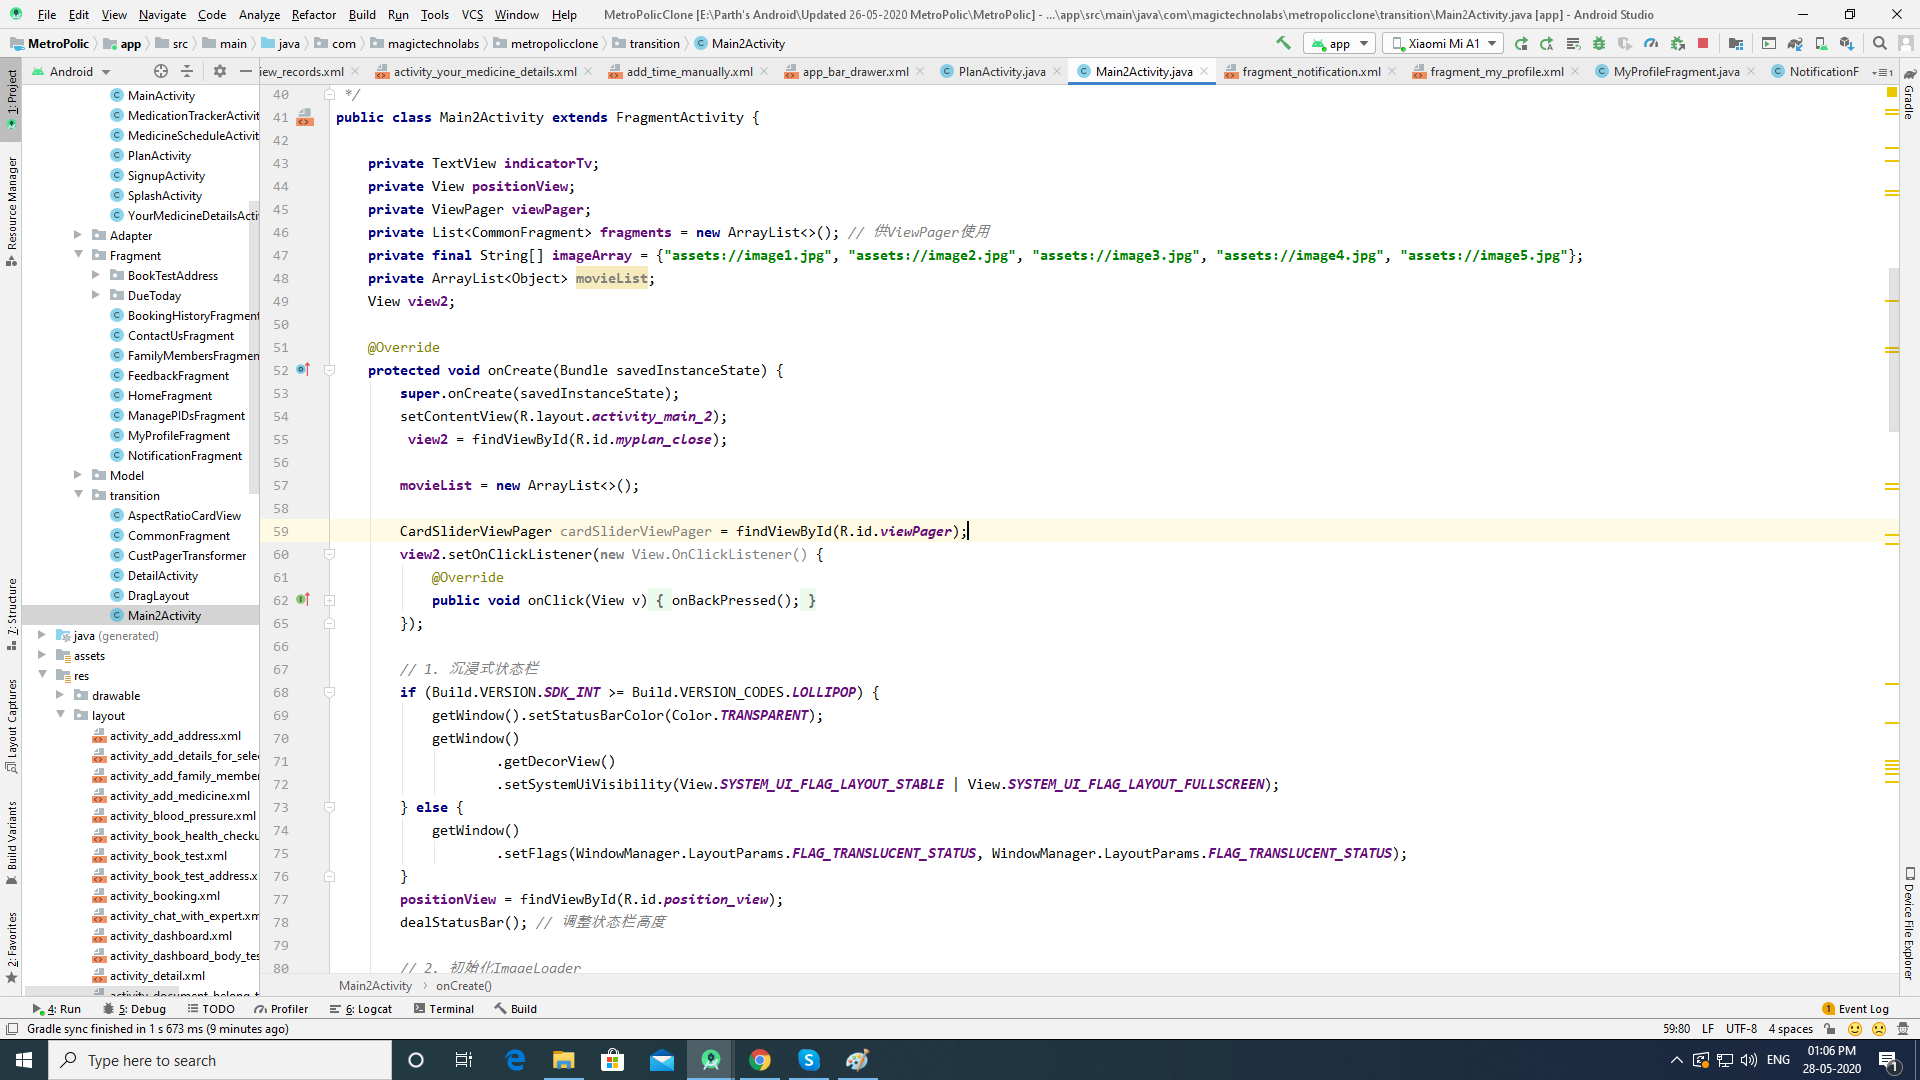 File Edit View Navigate Code Analyze Refactor Build Run Tools VCS Window Help MetroPolicClone [E:\Parth's Android\Updated 26-05-2020 MetroPolic\MetroPolic] - ...\app\src\main\java\com\magictechnolabs\metropolicclone\transition\Main2Activity.java [app] - Android Studio
MetroPolic app src main java com magictechnolabs metropolicclone transition Main2Activity app Xiaomi Mi A1
Android iew_records.xml activity_your_medicine_details.xml add_time_manually.xml app_bar_drawer.xml PlanActivity.java Main2Activity.java fragment_notification.xml fragment_my_profile.xml MyProfileFragment.java NotificationF
1: Project
Resource Manager
7: Structure
Layout Captures
Build Variants
2: Favorites
MainActivity
MedicationTrackerActivit
MedicineScheduleActivit
PlanActivity
SignupActivity
SplashActivity
YourMedicineDetailsActi
Adapter
Fragment
BookTestAddress
DueToday
BookingHistoryFragment
ContactUsFragment
FamilyMembersFragmen
FeedbackFragment
HomeFragment
ManagePIDsFragment
MyProfileFragment
NotificationFragment
Model
transition
AspectRatioCardView
CommonFragment
CustPagerTransformer
DetailActivity
DragLayout
Main2Activity
java (generated)
assets
res
drawable
layout
activity_add_address.xml
activity_add_details_for_sele
activity_add_family_membe
activity_add_medicine.xml
activity_blood_pressure.xml
activity_book_health_checku
activity_book_test.xml
activity_book_test_address.x
activity_booking.xml
activity_chat_with_expert.xm
activity_dashboard.xml
activity_dashboard_body_te
activity_detail.xml
40 */
41 public class Main2Activity extends FragmentActivity {
42
43 private TextView indicatorTv;
44 private View positionView;
45 private ViewPager viewPager;
46 private List<CommonFragment> fragments = new ArrayList<>(); // 供ViewPager使用
47 private final String[] imageArray = {"assets://image1.jpg", "assets://image2.jpg", "assets://image3.jpg", "assets://image4.jpg", "assets://image5.jpg"};
48 private ArrayList<Object> movieList;
49 View view2;
50
51 @Override
52 protected void onCreate(Bundle savedInstanceState) {
53 super.onCreate(savedInstanceState);
54 setContentView(R.layout.activity_main_2);
55 view2 = findViewById(R.id.myplan_close);
56
57 movieList = new ArrayList<>();
58
59 CardSliderViewPager cardSliderViewPager = findViewById(R.id.viewPager);
60 view2.setOnClickListener(new View.OnClickListener() {
61 @Override
62 public void onClick(View v) { onBackPressed(); }
65 });
66
67 // 1. 沉浸式状态栏
68 if (Build.VERSION.SDK_INT >= Build.VERSION_CODES.LOLLIPOP) {
69 getWindow().setStatusBarColor(Color.TRANSPARENT);
70 getWindow()
71 .getDecorView()
72 .setSystemUiVisibility(View.SYSTEM_UI_FLAG_LAYOUT_STABLE | View.SYSTEM_UI_FLAG_LAYOUT_FULLSCREEN);
73 } else {
74 getWindow()
75 .setFlags(WindowManager.LayoutParams.FLAG_TRANSLUCENT_STATUS, WindowManager.LayoutParams.FLAG_TRANSLUCENT_STATUS);
76 }
77 positionView = findViewById(R.id.position_view);
78 dealStatusBar(); // 调整状态栏高度
79
80 // 2. 初始化ImageLoader
Main2Activity onCreate()
Gradle
Device File Explorer
4: Run 5: Debug TODO Profiler 6: Logcat Terminal Build 1 Event Log
Gradle sync finished in 1 s 673 ms (9 minutes ago) 59:80 LF UTF-8 4 spaces
Type here to search ENG 01:06 PM
28-05-2020 1